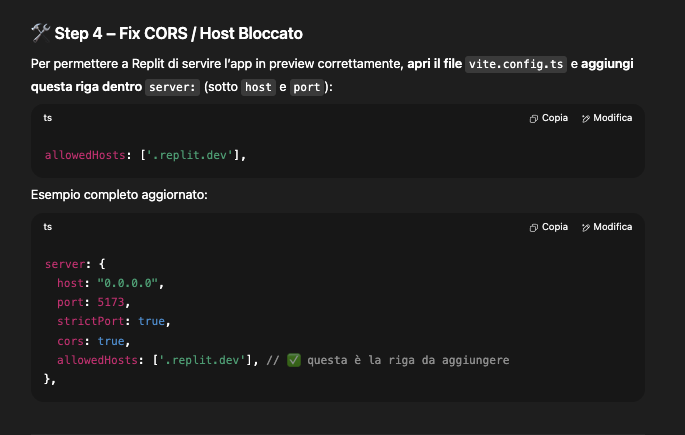 🛠️ Step 4 – Fix CORS / Host Bloccato
Per permettere a Replit di servire l’app in preview correttamente, apri il file vite.config.ts e aggiungi
questa riga dentro server: (sotto host e port):
ts Copia Modifica
allowedHosts: ['.replit.dev'],
Esempio completo aggiornato:
ts Copia Modifica
server: {
  host: "0.0.0.0",
  port: 5173,
  strictPort: true,
  cors: true,
  allowedHosts: ['.replit.dev'], // ✅ questa è la riga da aggiungere
},